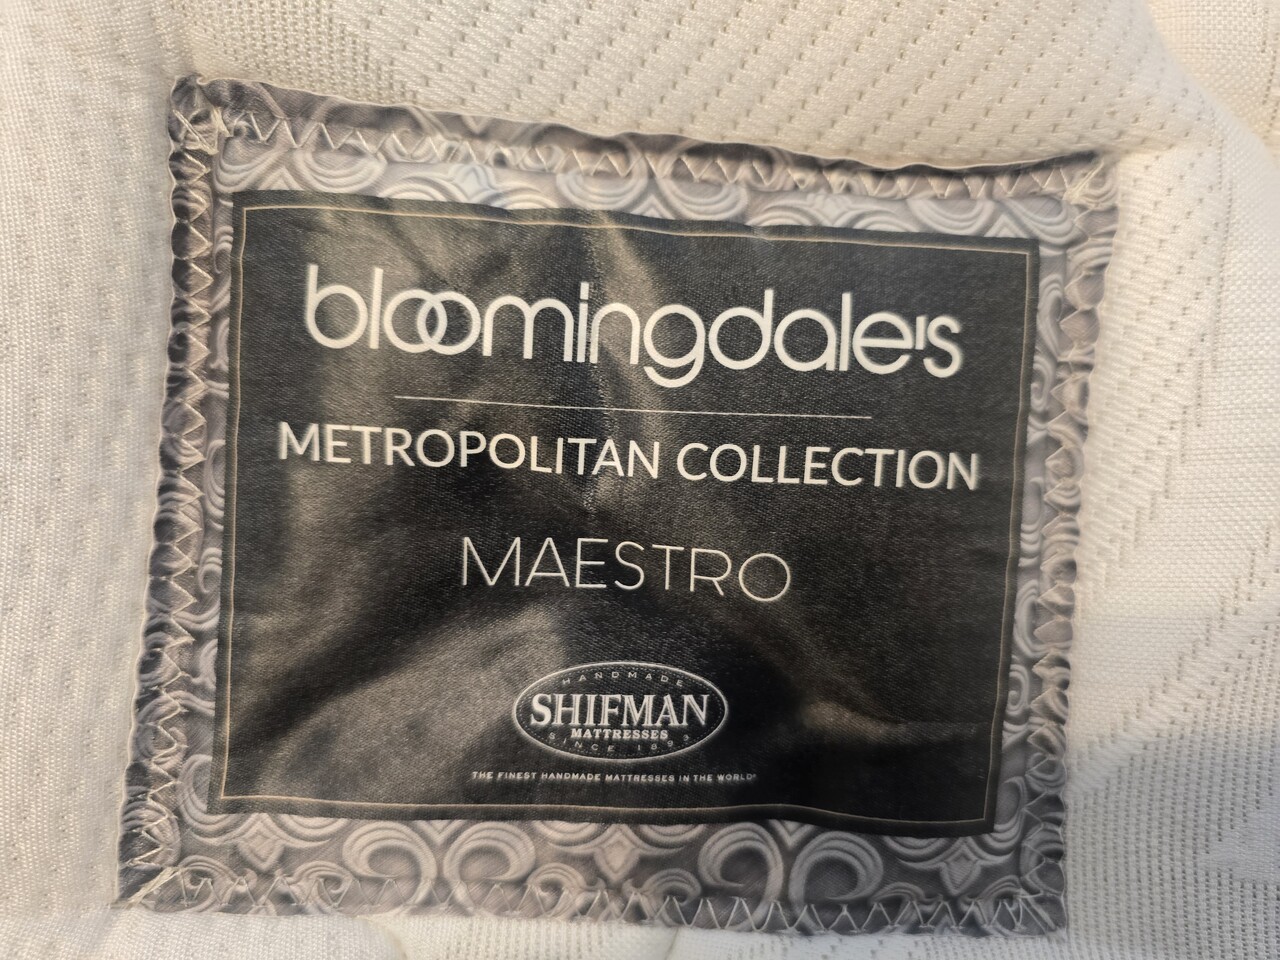 bloomingdale's
METROPOLITAN COLLECTION
MAESTRO
HANDMADE
SHIFMAN
MATTRESSES
SINCE 1893
THE FINEST HANDMADE MATTRESSES IN THE WORLD®